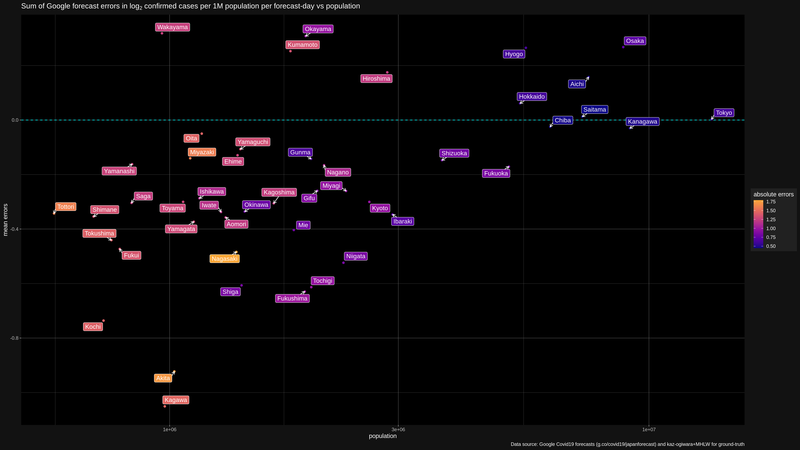 Sum of Google forecast errors in log2 confirmed cases per 1M population per forecast-day vs population
Wakayama
Okayama
Kumamoto
Osaka
Hyogo
Hiroshima
Aichi
Hokkaido
Saitama
Tokyo
Chiba
Kanagawa
0.0
Oita
Yamaguchi
Miyazaki
Ehime
Gunma
Shizuoka
absolute errors
1.75
1.50
1.25
1.00
0.75
0.50
Yamanashi
Nagano
Fukuoka
Miyagi
Saga
Ishikawa
Kagoshima
Gifu
Tottori
Shimane
Toyama
Iwate
Okinawa
Kyoto
mean errors
Ibaraki
Aomori
Mie
-0.4
Yamagata
Tokushima
Fukui
Nagasaki
Niigata
Tochigi
Shiga
Fukushima
Kochi
-0.8
Akita
Kagawa
1e+06
3e+06
1e+07
population
Data source: Google Covid19 forecasts (g.co/covid19/japanforecast) and kaz-ogiwara+MHLW for ground-truth